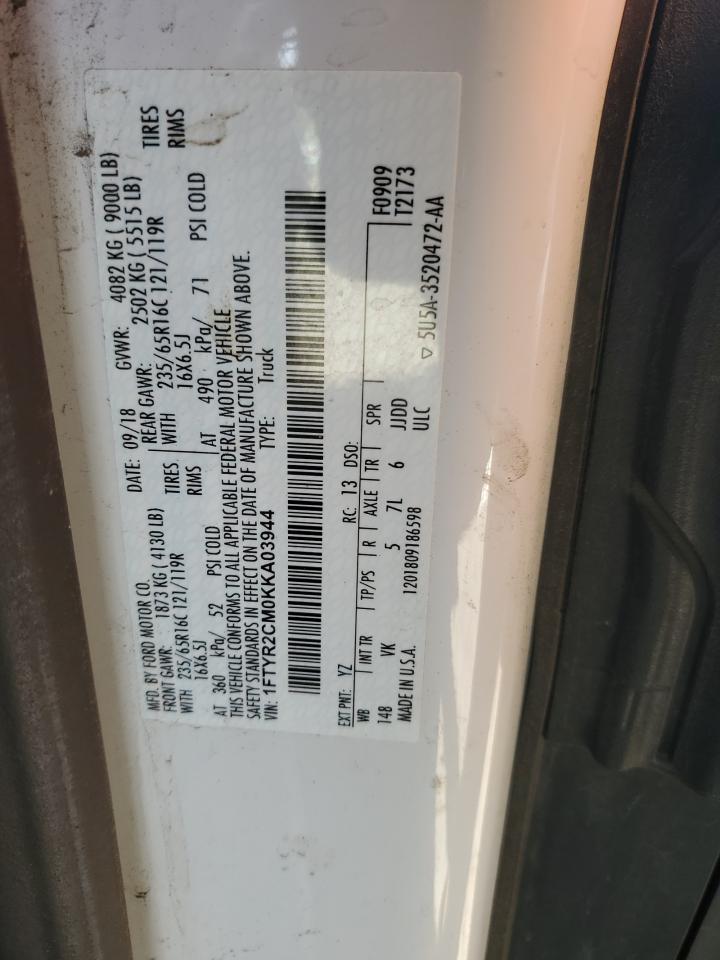 MFD. BY FORD MOTOR CO. DATE: 09/18 GVWR: 4082 KG ( 9000 LB)
FRONT GAWR: 1873 KG ( 4130 LB) REAR GAWR: 2502 KG ( 5515 LB)
WITH 235/65R16C 121/119R TIRES WITH 235/65R16C 121/119R TIRES
16X6.5J RIMS 16X6.5J RIMS
AT 360 kPa/ 52 PSI COLD AT 490 kPa/ 71 PSI COLD
THIS VEHICLE CONFORMS TO ALL APPLICABLE FEDERAL MOTOR VEHICLE
SAFETY STANDARDS IN EFFECT ON THE DATE OF MANUFACTURE SHOWN ABOVE.
VIN: 1FTYR2CM0KKA03944 TYPE: Truck
EXT PNT: YZ RC: 13 DSO:
WB INT TR TP/PS R AXLE TR SPR F0909
148 VK 5 7L 6 JJDD T2173
MADE IN U.S.A. 1201809186598 ULC
5U5A-3520472-AA